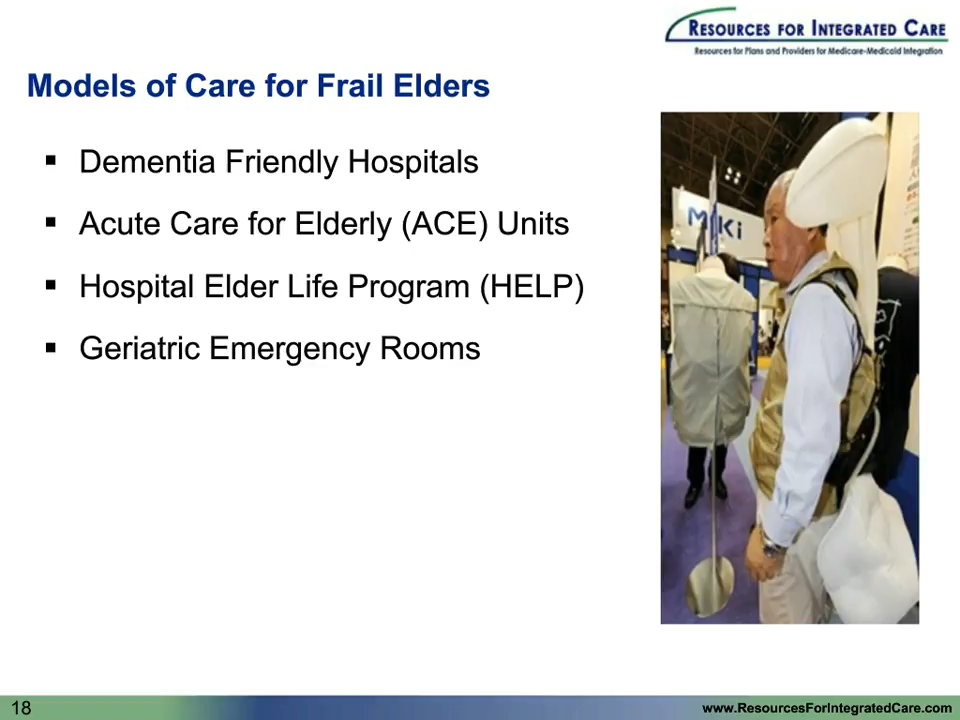 RESOURCES FOR INTEGRATED CARE
Resources for Plans and Providers for Medicare-Medicaid Integration
Models of Care for Frail Elders
▪ Dementia Friendly Hospitals
▪ Acute Care for Elderly (ACE) Units
▪ Hospital Elder Life Program (HELP)
▪ Geriatric Emergency Rooms
18
www.ResourcesForIntegratedCare.com